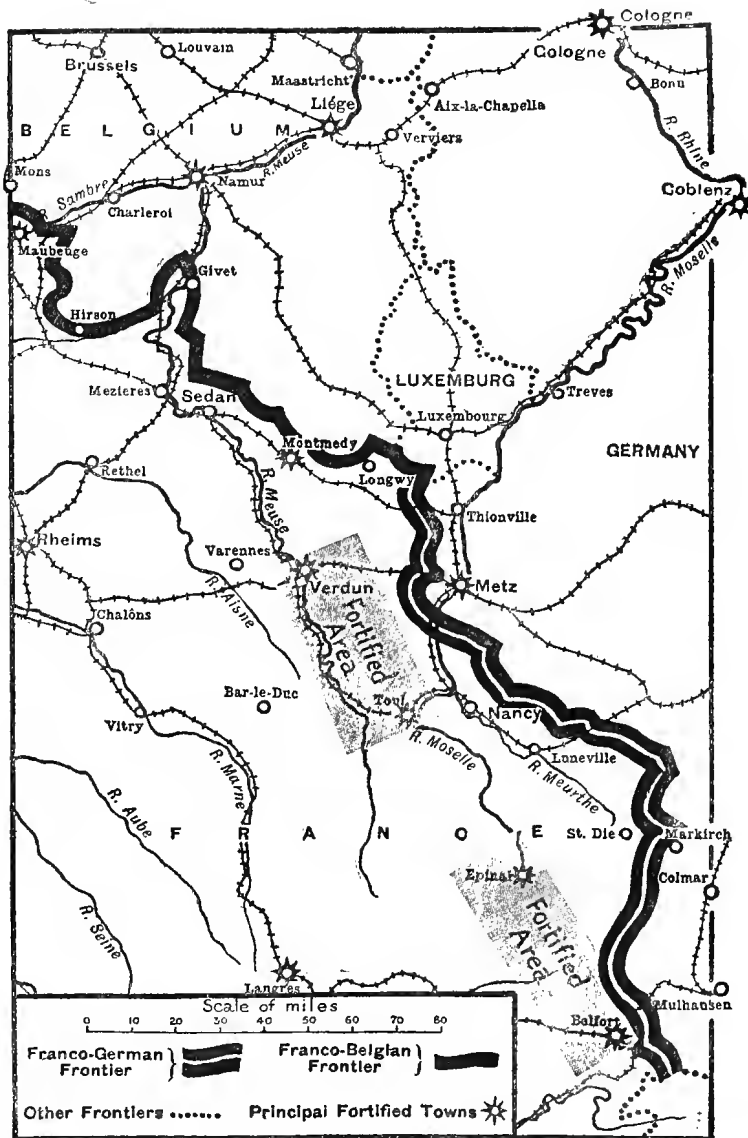 Cologne
Cologne
Louvain
Brussels
Maastricht
Bonn
Aix-la-Chapella
Liége
R. Rhine
BELGIUM
Verviers
R. Meuse
Mons
Namur
Coblenz
Sambre
Charleroi
Maubeuge
R. Moselle
Givet
Hirson
LUXEMBURG
Mezieres
Sedan
Treves
Luxembourg
Montmedy
GERMANY
Rethel
Longwy
R. Meuse
Thionville
Rheims
Varennes
Verdun
Metz
R. Aisne
Fortified
Area
Chalôns
Bar-le-Duc
Toul
Nancy
Vitry
R. Moselle
Luneville
R. Marne
R. Meurthe
R. Aube
FRANCE
St. Die
Markirch
Epinal
Colmar
R. Seine
Fortified
Area
Langres
Mulhausen
Scale of miles
Belfort
0 10 20 30 40 50 60 70 80
Franco-German Frontier
Franco-Belgian Frontier
Other Frontiers
Principal Fortified Towns